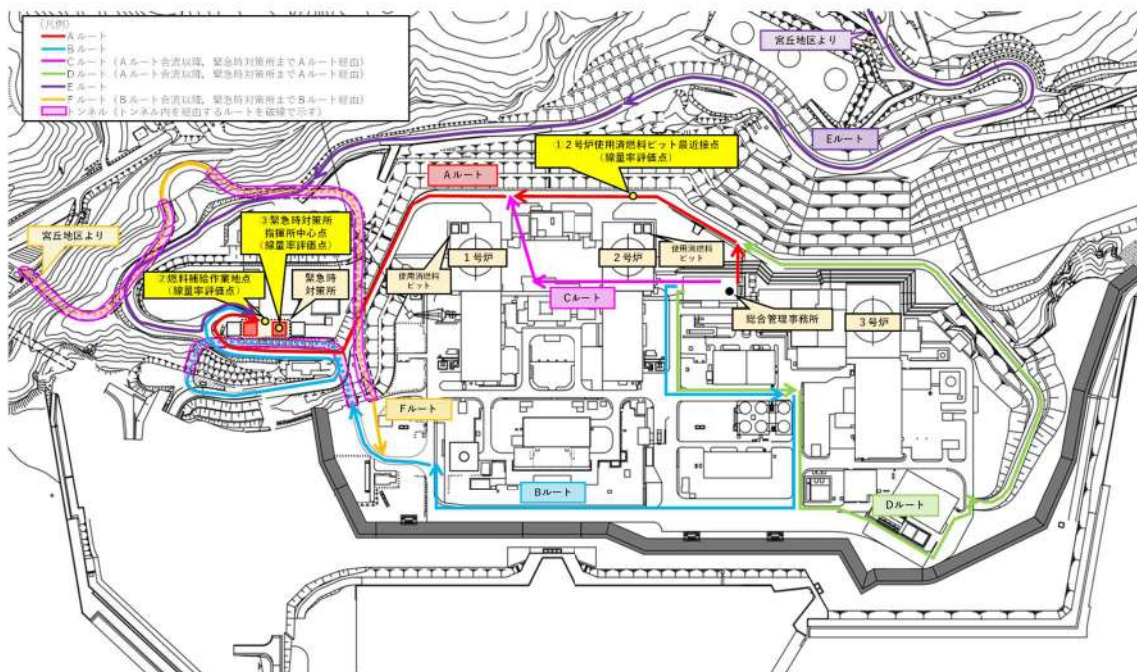 (凡例)
Aルート
Bルート
Cルート（Aルート合流以降，緊急時対策所までAルート経由）
Dルート（Aルート合流以降，緊急時対策所までAルート経由）
Eルート
Fルート（Bルート合流以降，緊急時対策所までBルート経由）
トンネル（トンネル内を経由するルートを破線で示す）
宮丘地区より
Eルート
①2号炉使用済燃料ピット最近接点
（線量率評価点）
Aルート
③緊急時対策所
指揮所中心点
（線量率評価点）
宮丘地区より
②燃料補給作業地点
（線量率評価点）
緊急時
対策所
使用済燃料
ピット
1号炉
2号炉
使用済燃料
ピット
Cルート
総合管理事務所
3号炉
Fルート
Bルート
Dルート